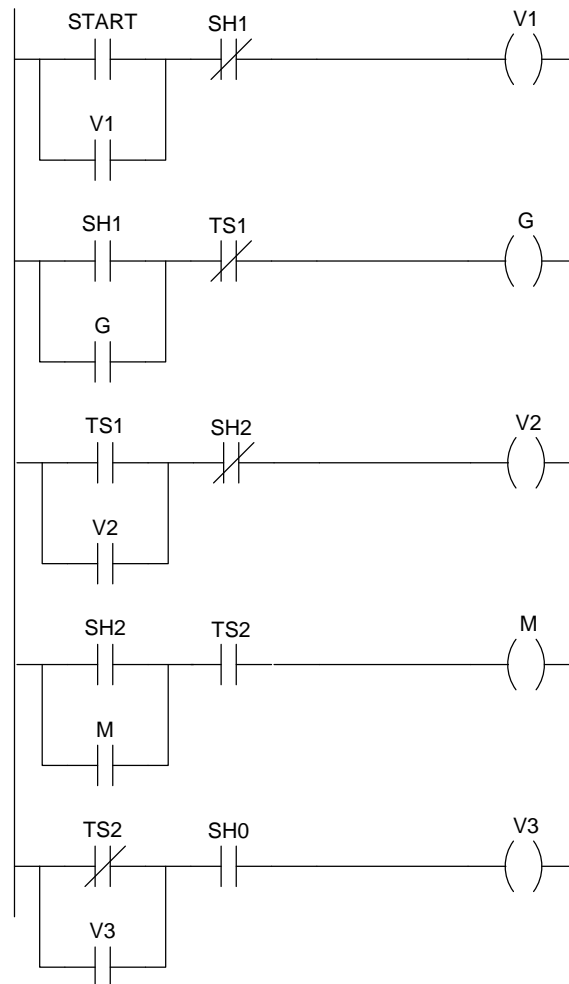 START SH1 V1
V1
SH1 TS1 G
G
TS1 SH2 V2
V2
SH2 TS2 M
M
TS2 SH0 V3
V3